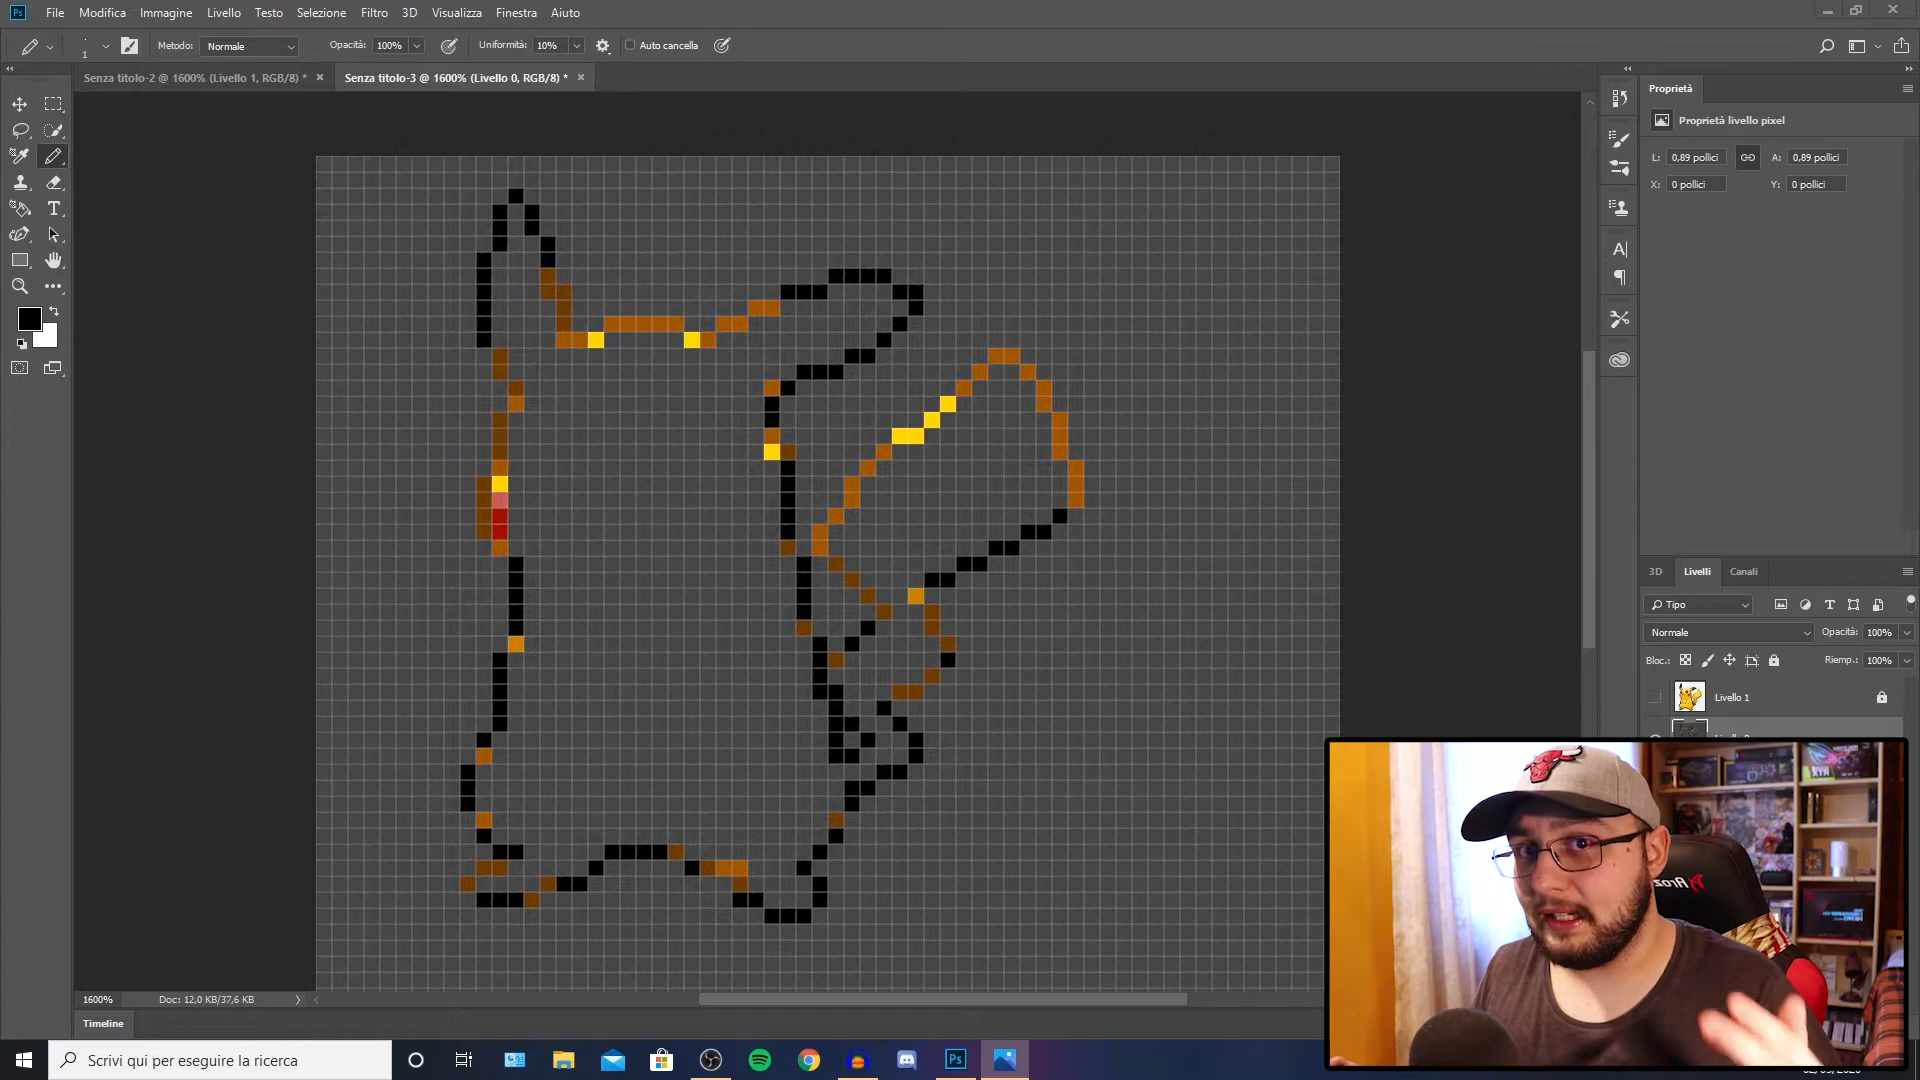 Ps File Modifica Immagine Livello Testo Selezione Filtro 3D Visualizza Finestra Aiuto
1 Metodo: Normale Opacità: 100% Uniformità: 10% Auto cancella
Senza titolo-2 @ 1600% (Livello 1, RGB/8) * Senza titolo-3 @ 1600% (Livello 0, RGB/8) *
Proprietà
Proprietà livello pixel
L: 0,89 pollici A: 0,89 pollici
X: 0 pollici Y: 0 pollici
3D Livelli Canali
Tipo
Normale Opacità: 100%
Bloc.: Riemp.: 100%
Livello 1
1600% Doc: 12,0 KB/37,6 KB
Timeline
Scrivi qui per eseguire la ricerca
Ps